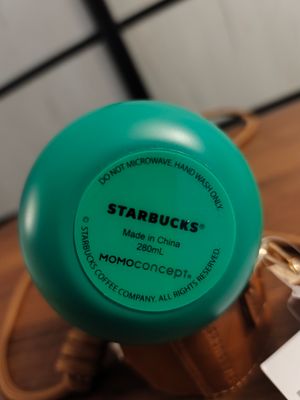 DO NOT MICROWAVE. HAND WASH ONLY.
STARBUCKS®
Made in China
280mL
MOMOCONCEPT®
© STARBUCKS COFFEE COMPANY. ALL RIGHTS RESERVED.